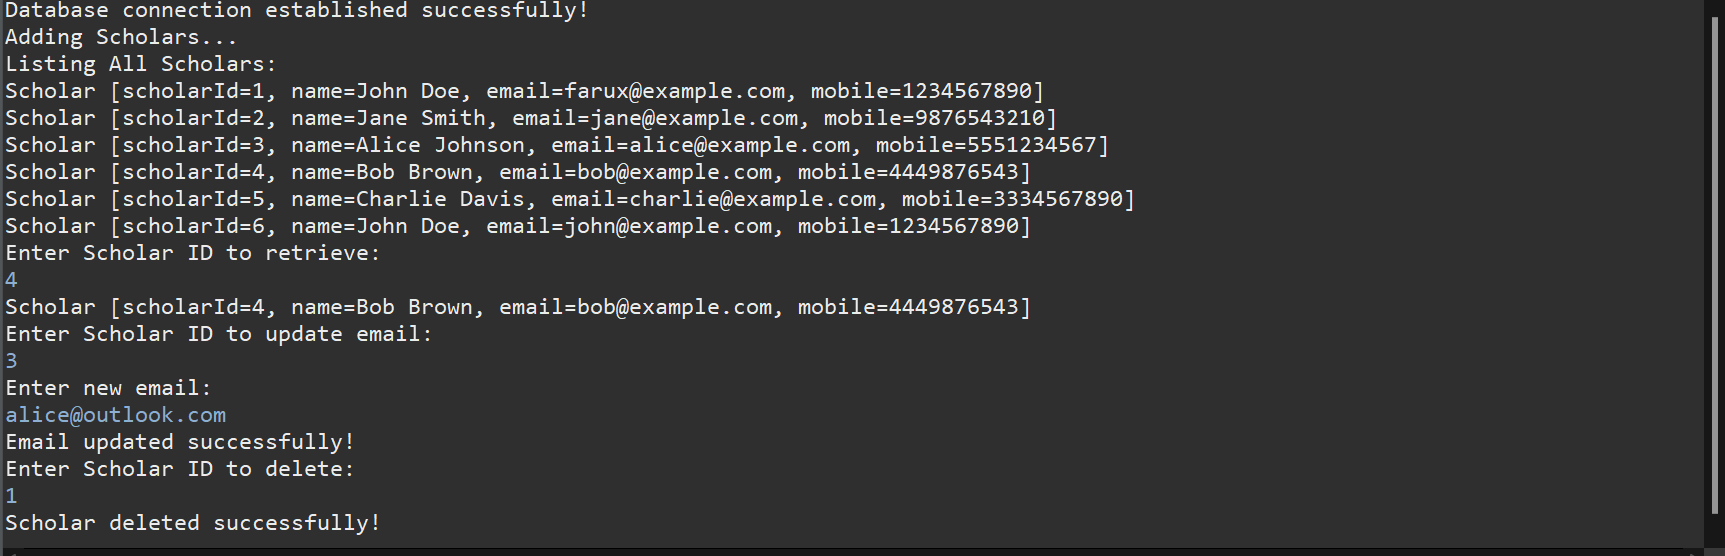 Database connection established successfully!
Adding Scholars...
Listing All Scholars:
Scholar [scholarId=1, name=John Doe, email=farux@example.com, mobile=1234567890]
Scholar [scholarId=2, name=Jane Smith, email=jane@example.com, mobile=9876543210]
Scholar [scholarId=3, name=Alice Johnson, email=alice@example.com, mobile=5551234567]
Scholar [scholarId=4, name=Bob Brown, email=bob@example.com, mobile=4449876543]
Scholar [scholarId=5, name=Charlie Davis, email=charlie@example.com, mobile=3334567890]
Scholar [scholarId=6, name=John Doe, email=john@example.com, mobile=1234567890]
Enter Scholar ID to retrieve:
4
Scholar [scholarId=4, name=Bob Brown, email=bob@example.com, mobile=4449876543]
Enter Scholar ID to update email:
3
Enter new email:
alice@outlook.com
Email updated successfully!
Enter Scholar ID to delete:
1
Scholar deleted successfully!